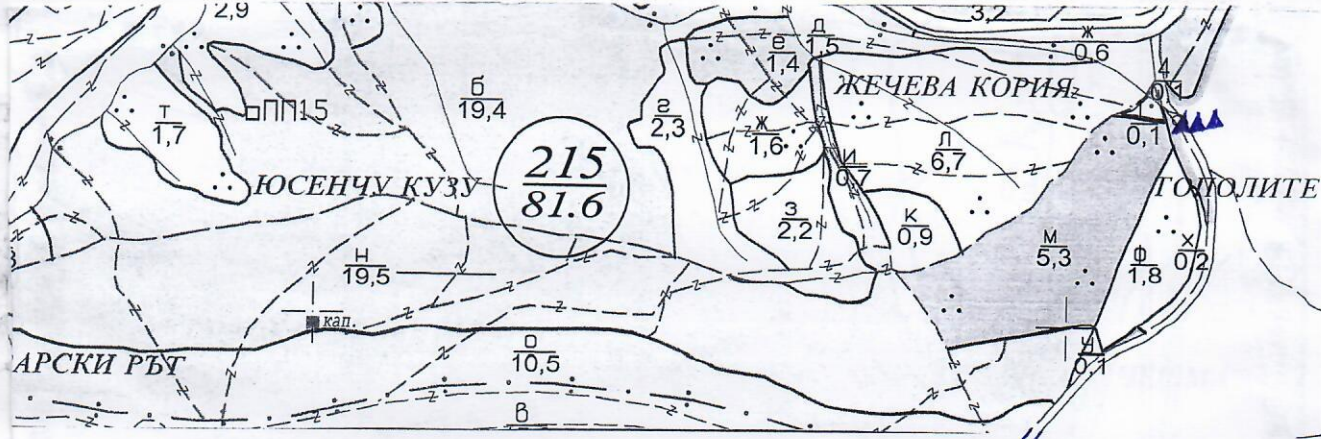 2,9
3,2
ж
0,6
д
1,5
е
1,4
ЖЕЧЕВА КОРИЯ
4
0,1
б
19,4
г
2,3
т
1,7
ПП15
ж
1,6
л
6,7
0,1
215
81.6
ЮСЕНЧУ КУЗУ
и
0,7
ТОПОЛИТЕ
з
2,2
к
0,9
м
5,3
ф
1,8
х
0,2
н
19,5
кап.
о
10,5
АРСКИ РЪТ
ч
0,1
в